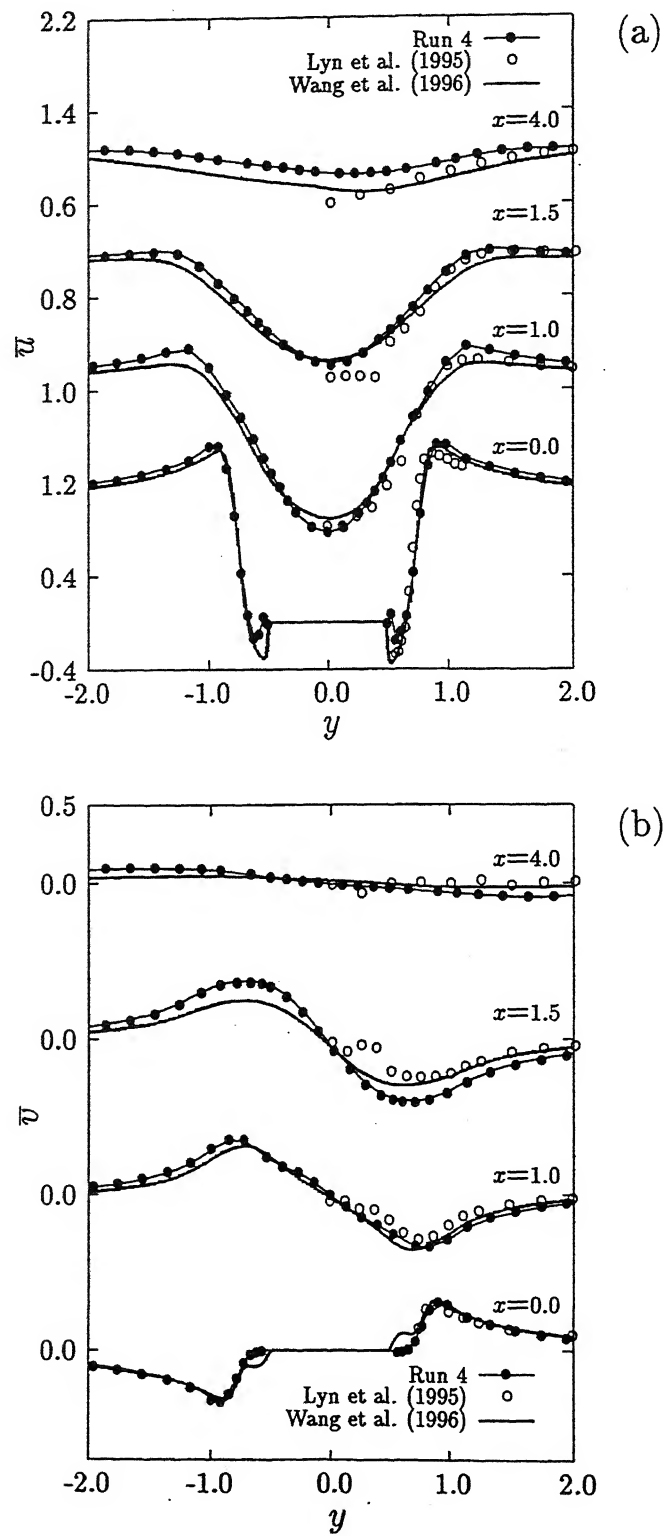 (a)
2.2
Run 4
Lyn et al. (1995)
Wang et al. (1996)
1.4
x=4.0
0.6
x=1.5
0.8
x=1.0
u̅
1.0
x=0.0
1.2
0.4
-0.4
-2.0 -1.0 0.0 1.0 2.0
y
(b)
0.5
x=4.0
0.0
x=1.5
0.0
v̅
x=1.0
0.0
x=0.0
0.0
Run 4
Lyn et al. (1995)
Wang et al. (1996)
-2.0 -1.0 0.0 1.0 2.0
y